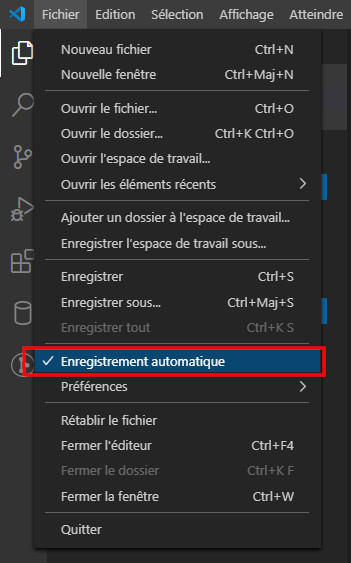 Fichier Edition Sélection Affichage Atteindre
Nouveau fichier Ctrl+N
Nouvelle fenêtre Ctrl+Maj+N
Ouvrir le fichier... Ctrl+O
Ouvrir le dossier... Ctrl+K Ctrl+O
Ouvrir l'espace de travail...
Ouvrir les éléments récents
Ajouter un dossier à l'espace de travail...
Enregistrer l'espace de travail sous...
Enregistrer Ctrl+S
Enregistrer sous... Ctrl+Maj+S
Enregistrer tout Ctrl+K S
Enregistrement automatique
Préférences
Rétablir le fichier
Fermer l'éditeur Ctrl+F4
Fermer le dossier Ctrl+K F
Fermer la fenêtre Ctrl+W
Quitter